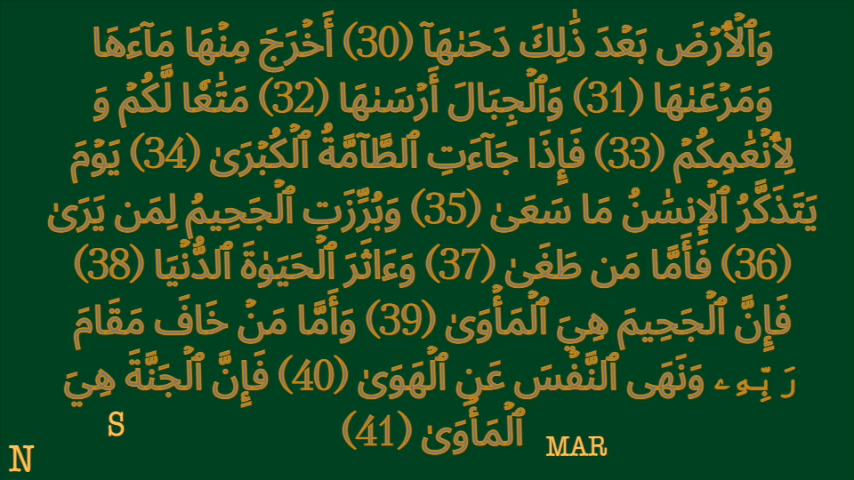 وَٱلْأَرْضَ بَعْدَ ذَٰلِكَ دَحَىٰهَآ (30) أَخْرَجَ مِنْهَا مَآءَهَا
وَمَرْعَىٰهَا (31) وَٱلْجِبَالَ أَرْسَىٰهَا (32) مَتَٰعًا لَّكُمْ وَ
لِأَنْعَٰمِكُمْ (33) فَإِذَا جَآءَتِ ٱلطَّآمَّةُ ٱلْكُبْرَىٰ (34) يَوْمَ
يَتَذَكَّرُ ٱلْإِنسَٰنُ مَا سَعَىٰ (35) وَبُرِّزَتِ ٱلْجَحِيمُ لِمَن يَرَىٰ
(36) فَأَمَّا مَن طَغَىٰ (37) وَءَاثَرَ ٱلْحَيَوٰةَ ٱلدُّنْيَا (38)
فَإِنَّ ٱلْجَحِيمَ هِيَ ٱلْمَأْوَىٰ (39) وَأَمَّا مَنْ خَافَ مَقَامَ
رَبِّهِۦ وَنَهَى ٱلنَّفْسَ عَنِ ٱلْهَوَىٰ (40) فَإِنَّ ٱلْجَنَّةَ هِيَ
ٱلْمَأْوَىٰ (41)
S
MAR
N